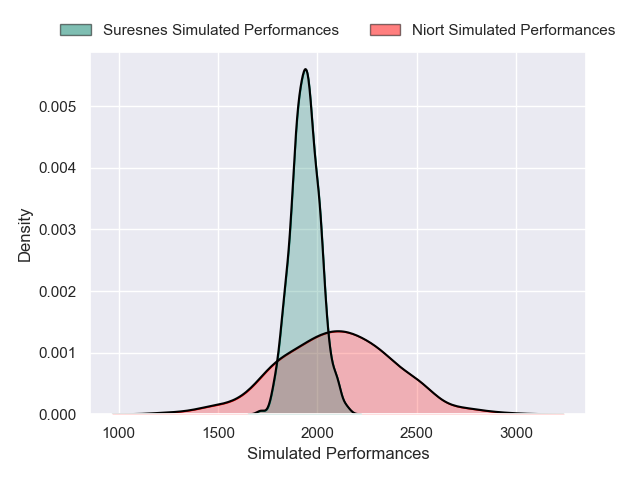 Suresnes Simulated Performances
Niort Simulated Performances
0.005
0.004
0.003
0.002
0.001
0.000
Density
1000
1500
2000
2500
3000
Simulated Performances